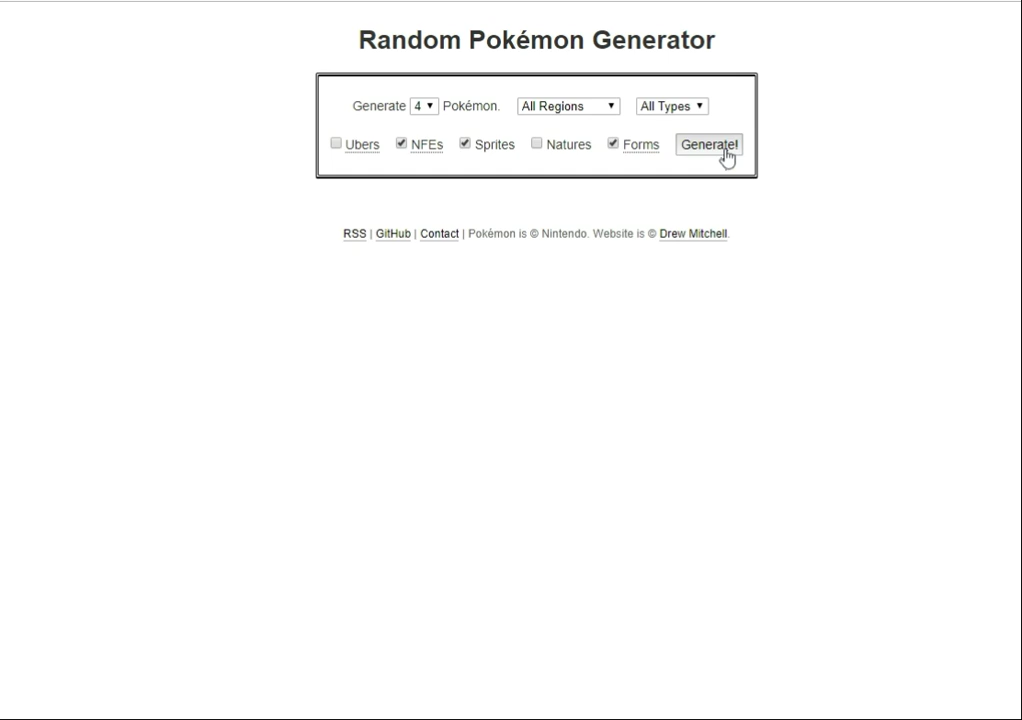 Random Pokémon Generator
Generate 4 Pokémon. All Regions All Types
Ubers NFEs Sprites Natures Forms Generate!
RSS | GitHub | Contact | Pokémon is © Nintendo. Website is © Drew Mitchell.